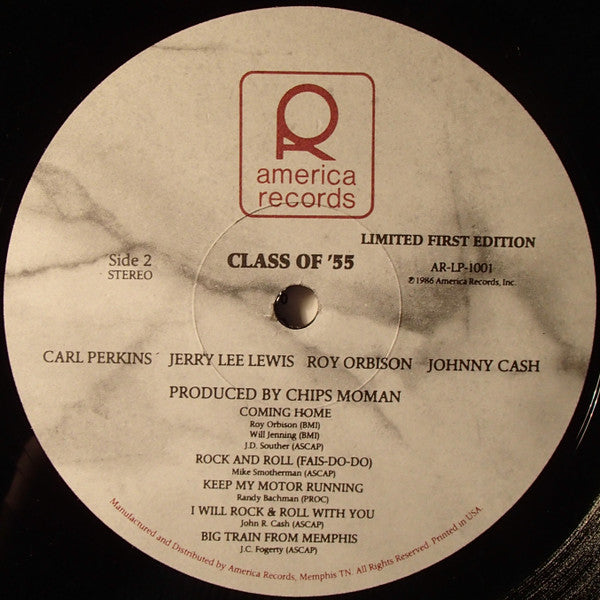 america
records
LIMITED FIRST EDITION
Side 2
STEREO
CLASS OF '55
AR-LP-1001
℗1986 America Records, Inc.
CARL PERKINS JERRY LEE LEWIS ROY ORBISON JOHNNY CASH
PRODUCED BY CHIPS MOMAN
COMING HOME
Roy Orbison (BMI)
Will Jenning (BMI)
J.D. Souther (ASCAP)
ROCK AND ROLL (FAIS-DO-DO)
Mike Smotherman (ASCAP)
KEEP MY MOTOR RUNNING
Randy Bachman (PROC)
I WILL ROCK & ROLL WITH YOU
John R. Cash (ASCAP)
BIG TRAIN FROM MEMPHIS
J.C. Fogerty (ASCAP)
Manufactured and Distributed by America Records, Memphis TN. All Rights Reserved. Printed in USA.